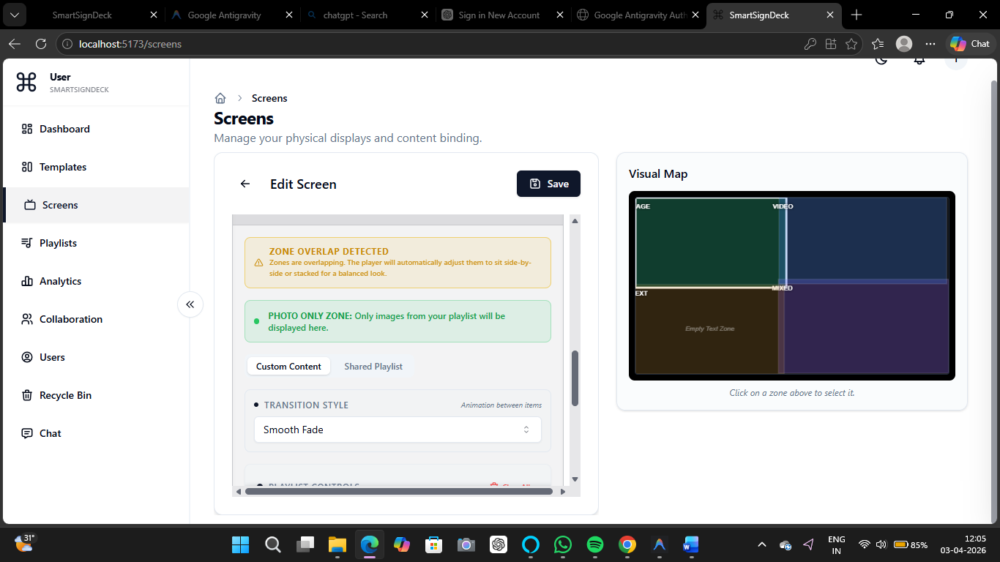 SmartSignDeck
Google Antigravity
chatgpt - Search
Sign in New Account
Google Antigravity Auth
SmartSignDeck
localhost:5173/screens
Chat
User
SMARTSIGNDECK
Dashboard
Templates
Screens
Playlists
Analytics
Collaboration
Users
Recycle Bin
Chat
Screens
Screens
Manage your physical displays and content binding.
Edit Screen
Save
ZONE OVERLAP DETECTED
Zones are overlapping. The player will automatically adjust them to sit side-by-
side or stacked for a balanced look.
PHOTO ONLY ZONE: Only images from your playlist will be
displayed here.
Custom Content
Shared Playlist
TRANSITION STYLE
Animation between items
Smooth Fade
PLAYLIST CONTROLS
Visual Map
AGE
VIDEO
EXT
MIXED
Empty Text Zone
Click on a zone above to select it.
31°
ENG
IN
85%
12:05
03-04-2026